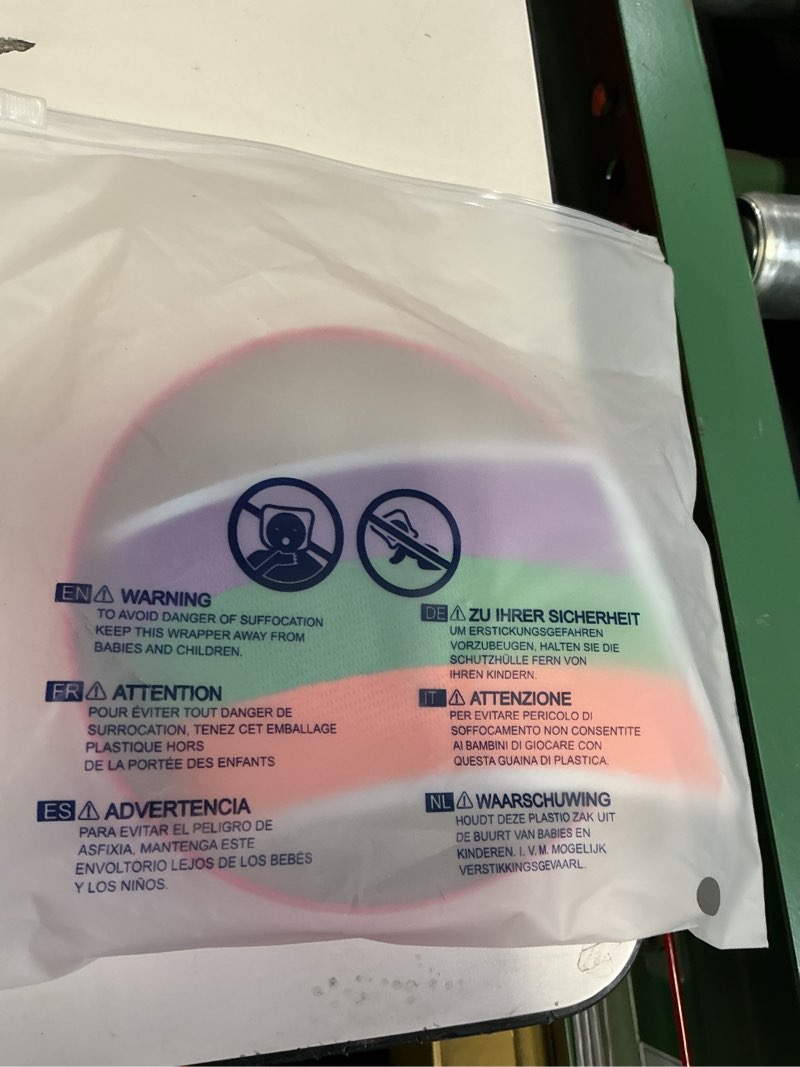 EN WARNING
TO AVOID DANGER OF SUFFOCATION
KEEP THIS WRAPPER AWAY FROM
BABIES AND CHILDREN.
FR ATTENTION
POUR ÉVITER TOUT DANGER DE
SURROCATION, TENEZ CET EMBALLAGE
PLASTIQUE HORS
DE LA PORTÉE DES ENFANTS
ES ADVERTENCIA
PARA EVITAR EL PELIGRO DE
ASFIXIA, MANTENGA ESTE
ENVOLTORIO LEJOS DE LOS BEBÉS
Y LOS NIÑOS.
DE ZU IHRER SICHERHEIT
UM ERSTICKUNGSGEFAHREN
VORZUBEUGEN, HALTEN SIE DIE
SCHUTZHÜLLE FERN VON
IHREN KINDERN.
IT ATTENZIONE
PER EVITARE PERICOLO DI
SOFFOCAMENTO NON CONSENTITE
AI BAMBINI DI GIOCARE CON
QUESTA GUAINA DI PLASTICA.
NL WAARSCHUWING
HOUDT DEZE PLASTIO ZAK UIT
DE BUURT VAN BABIES EN
KINDEREN. I. V. M. MOGELIJK
VERSTIKKINGSGEVAARL.